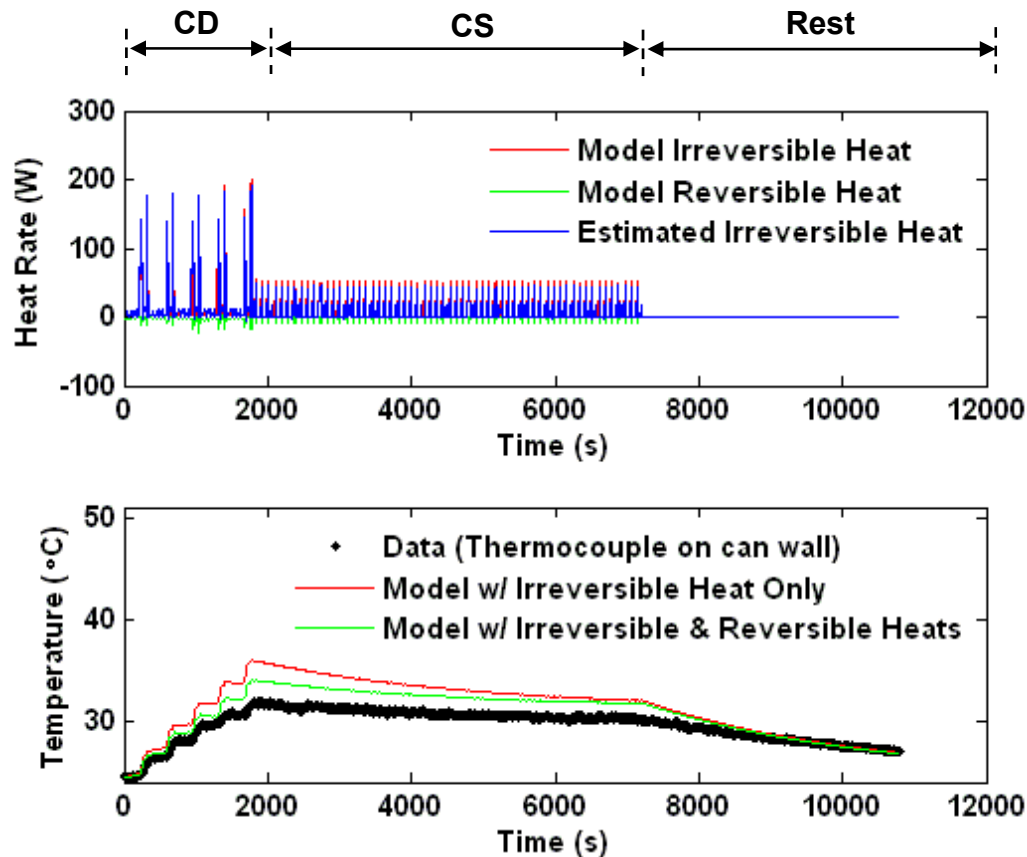 CD CS Rest
300
200
100
0
-100
Heat Rate (W)
Model Irreversible Heat
Model Reversible Heat
Estimated Irreversible Heat
0 2000 4000 6000 8000 10000 12000
Time (s)
50
40
30
Temperature (°C)
Data (Thermocouple on can wall)
Model w/ Irreversible Heat Only
Model w/ Irreversible & Reversible Heats
0 2000 4000 6000 8000 10000 12000
Time (s)